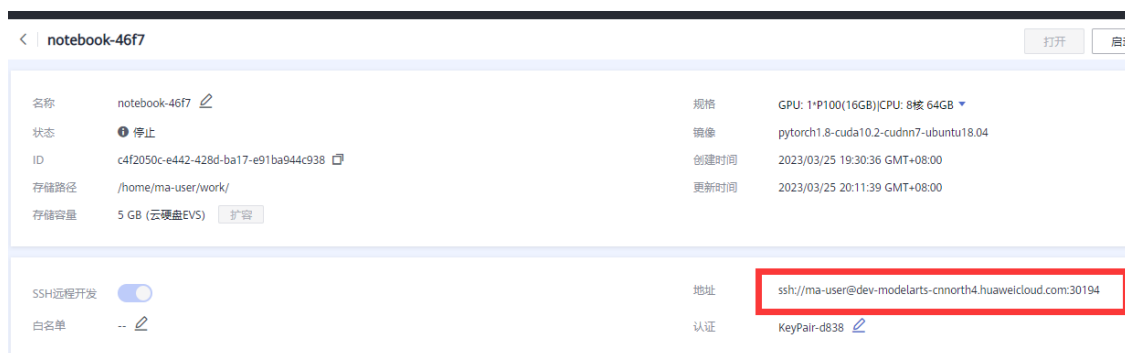 notebook-46f7
打开
名称 notebook-46f7 规格 GPU: 1*P100(16GB)|CPU: 8核 64GB
状态 停止 镜像 pytorch1.8-cuda10.2-cudnn7-ubuntu18.04
ID c4f2050c-e442-428d-ba17-e91ba944c938 创建时间 2023/03/25 19:30:36 GMT+08:00
存储路径 /home/ma-user/work/ 更新时间 2023/03/25 20:11:39 GMT+08:00
存储容量 5 GB (云硬盘EVS) 扩容
SSH远程开发 地址 ssh://ma-user@dev-modelarts-cnnorth4.huaweicloud.com:30194
白名单 -- 认证 KeyPair-d838